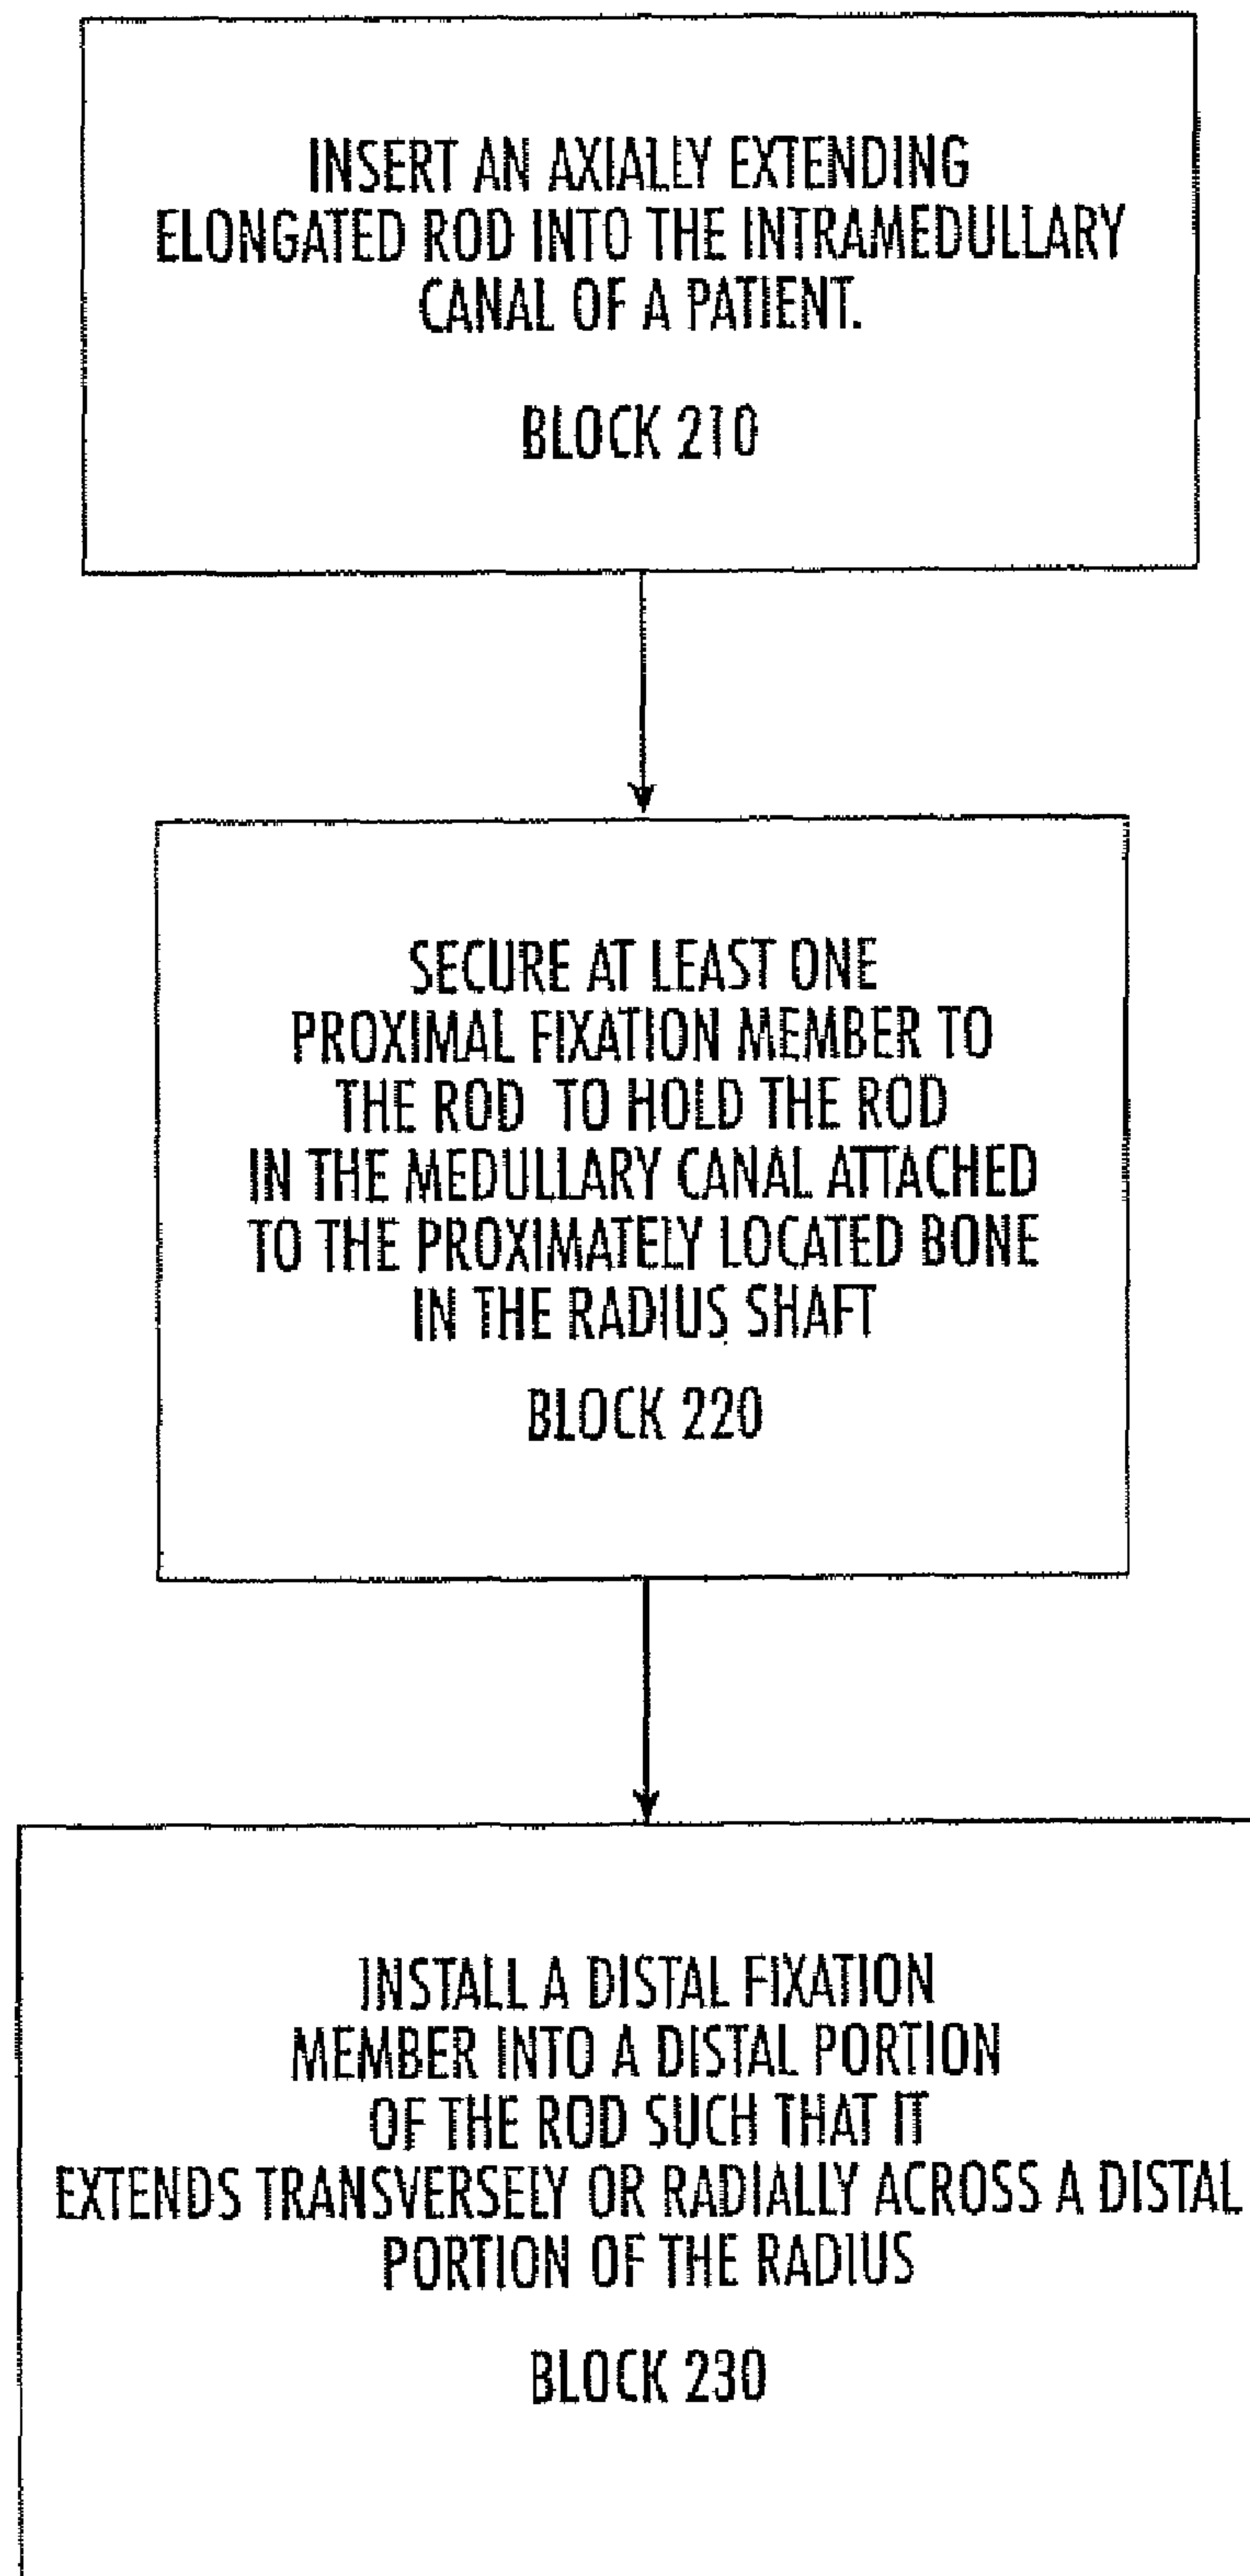 INSERT AN AXIALLY EXTENDING
ELONGATED ROD INTO THE INTRAMEDULLARY
CANAL OF A PATIENT.
BLOCK 210
SECURE AT LEAST ONE
PROXIMAL FIXATION MEMBER TO
THE ROD TO HOLD THE ROD
IN THE MEDULLARY CANAL ATTACHED
TO THE PROXIMATELY LOCATED BONE
IN THE RADIUS SHAFT
BLOCK 220
INSTALL A DISTAL FIXATION
MEMBER INTO A DISTAL PORTION
OF THE ROD SUCH THAT IT
EXTENDS TRANSVERSELY OR RADIALLY ACROSS A DISTAL
PORTION OF THE RADIUS
BLOCK 230